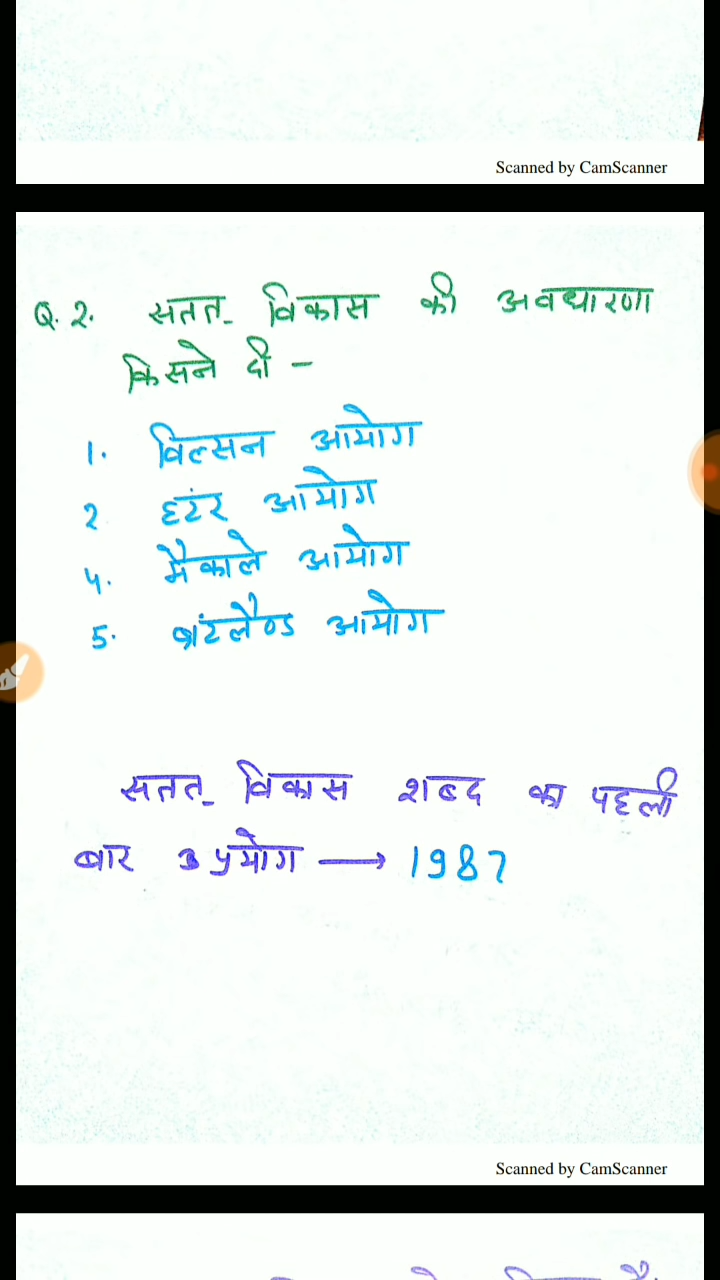 Scanned by CamScanner
Q. 2. सतत् विकास की अवधारणा
किसने दी -
1. विल्सन आयोग
2 हटंर आयोग
4. मैकाले आयोग
5. ब्रंटलैण्ड आयोग
सतत् विकास शब्द का पहली
बार उपयोग → 1987
Scanned by CamScanner